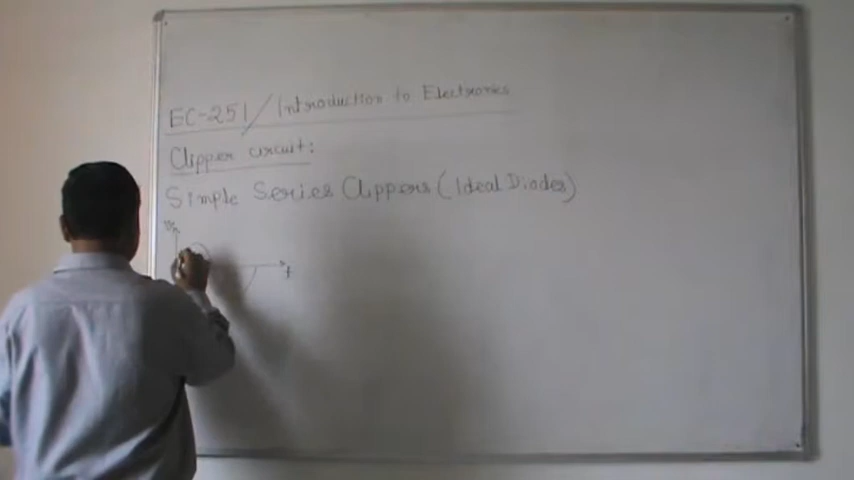 EC-251/Introduction to Electronics
Clipper circuit:
Simple Series Clippers (Ideal Diodes)
t